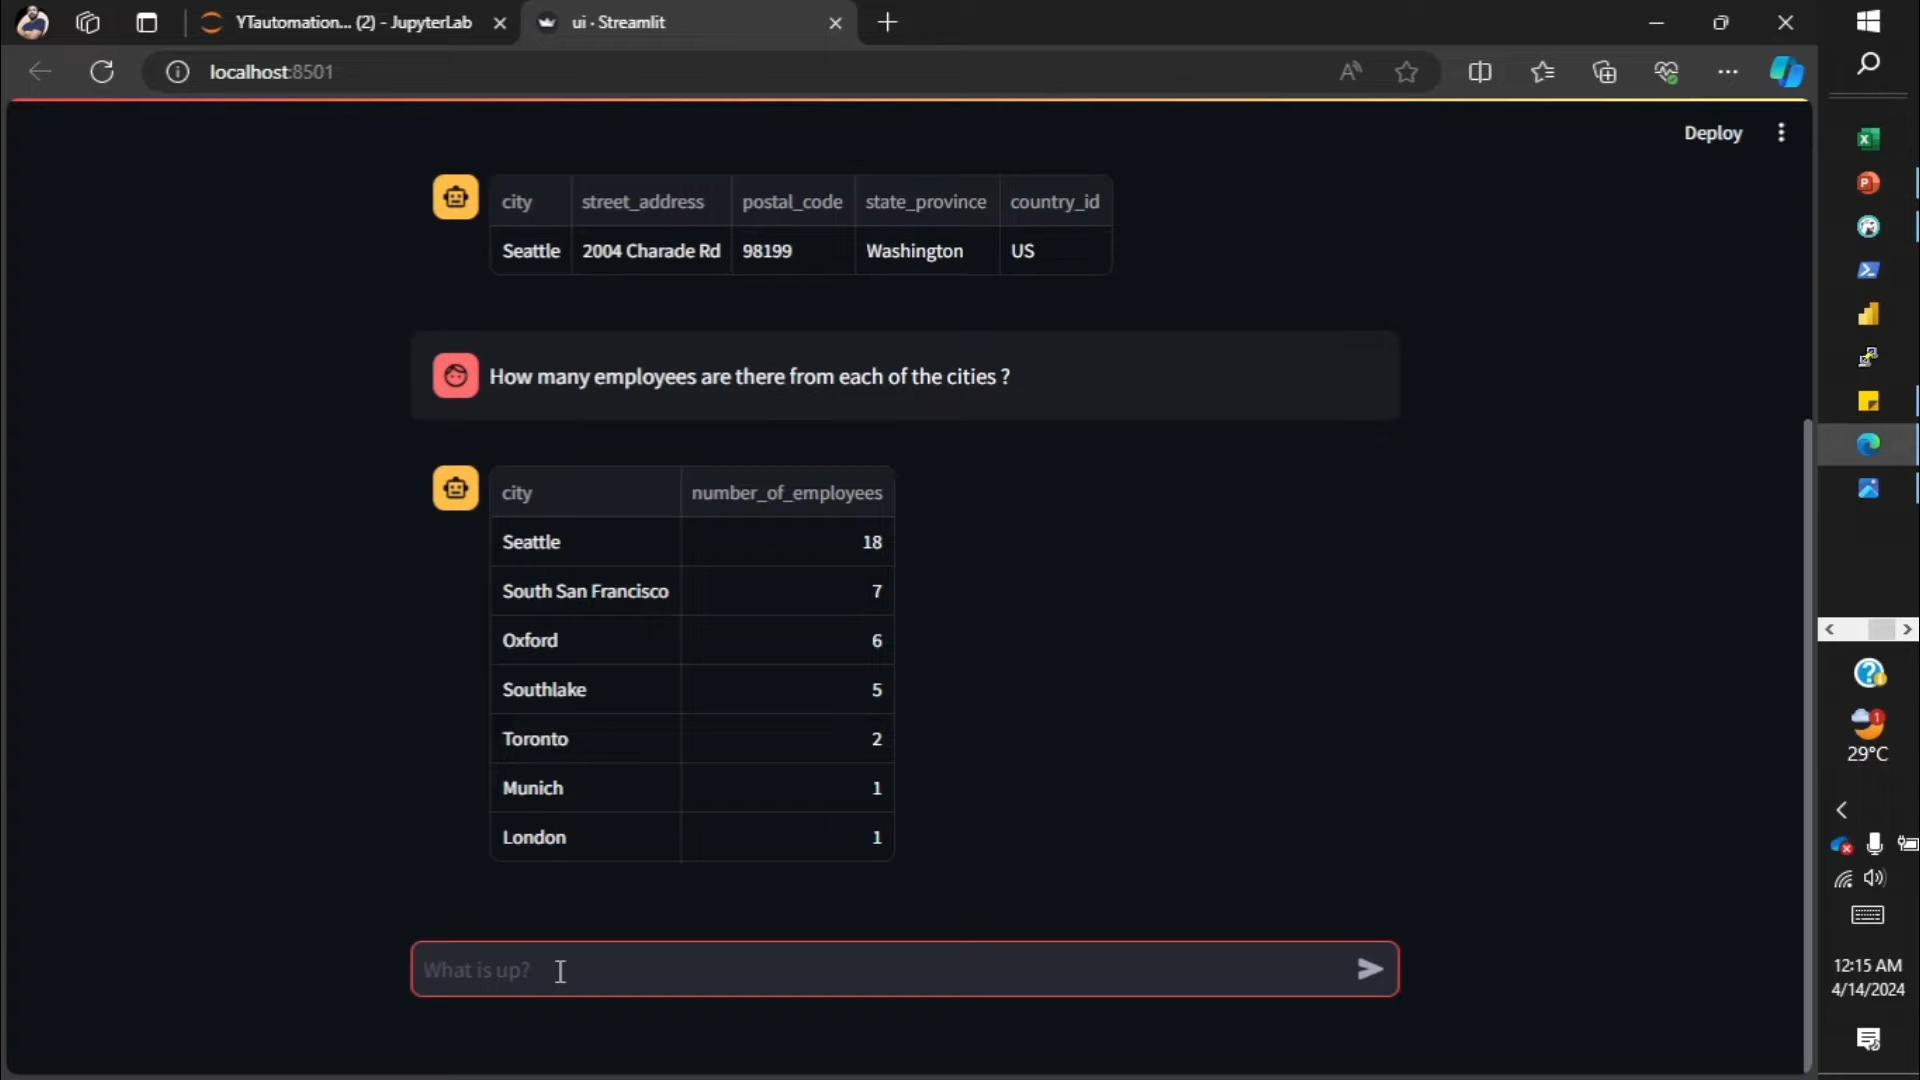 YTautomation... (2) - JupyterLab
ui · Streamlit
localhost:8501
Deploy
city street_address postal_code state_province country_id
Seattle 2004 Charade Rd 98199 Washington US
How many employees are there from each of the cities ?
city number_of_employees
Seattle 18
South San Francisco 7
Oxford 6
Southlake 5
Toronto 2
Munich 1
London 1
What is up?
1
29°C
12:15 AM
4/14/2024